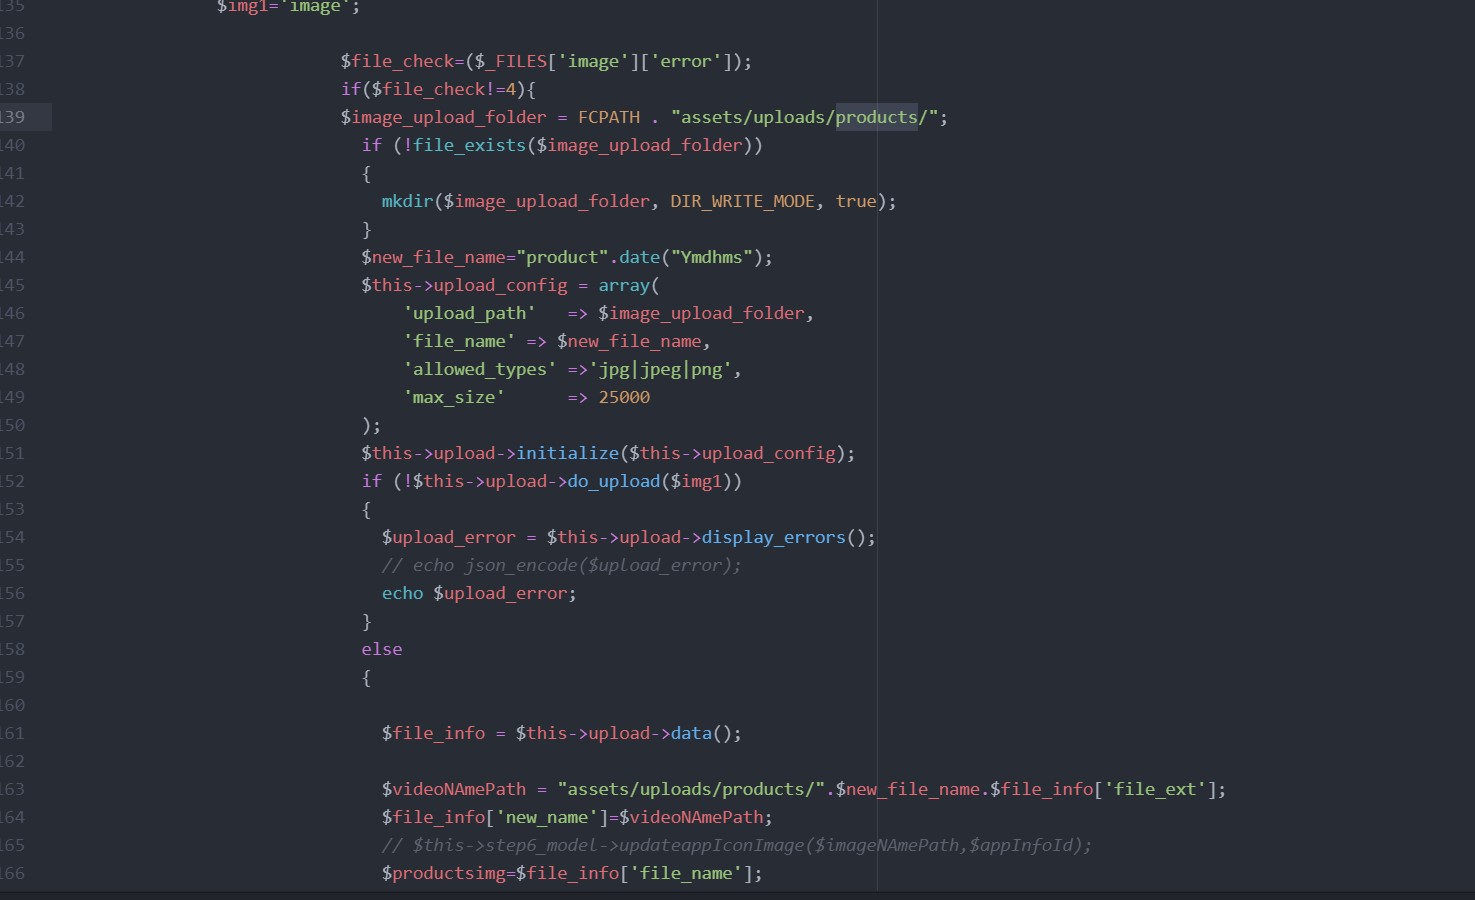 135 $img1='image';
136
137 $file_check=($_FILES['image']['error']);
138 if($file_check!=4){
139 $image_upload_folder = FCPATH . "assets/uploads/products/";
140 if (!file_exists($image_upload_folder))
141 {
142 mkdir($image_upload_folder, DIR_WRITE_MODE, true);
143 }
144 $new_file_name="product".date("Ymdhms");
145 $this->upload_config = array(
146 'upload_path'   => $image_upload_folder,
147 'file_name' => $new_file_name,
148 'allowed_types' =>'jpg|jpeg|png',
149 'max_size'      => 25000
150 );
151 $this->upload->initialize($this->upload_config);
152 if (!$this->upload->do_upload($img1))
153 {
154 $upload_error = $this->upload->display_errors();
155 // echo json_encode($upload_error);
156 echo $upload_error;
157 }
158 else
159 {
160
161 $file_info = $this->upload->data();
162
163 $videoNAmePath = "assets/uploads/products/".$new_file_name.$file_info['file_ext'];
164 $file_info['new_name']=$videoNAmePath;
165 // $this->step6_model->updateappIconImage($imageNAmePath,$appInfoId);
166 $productsimg=$file_info['file_name'];